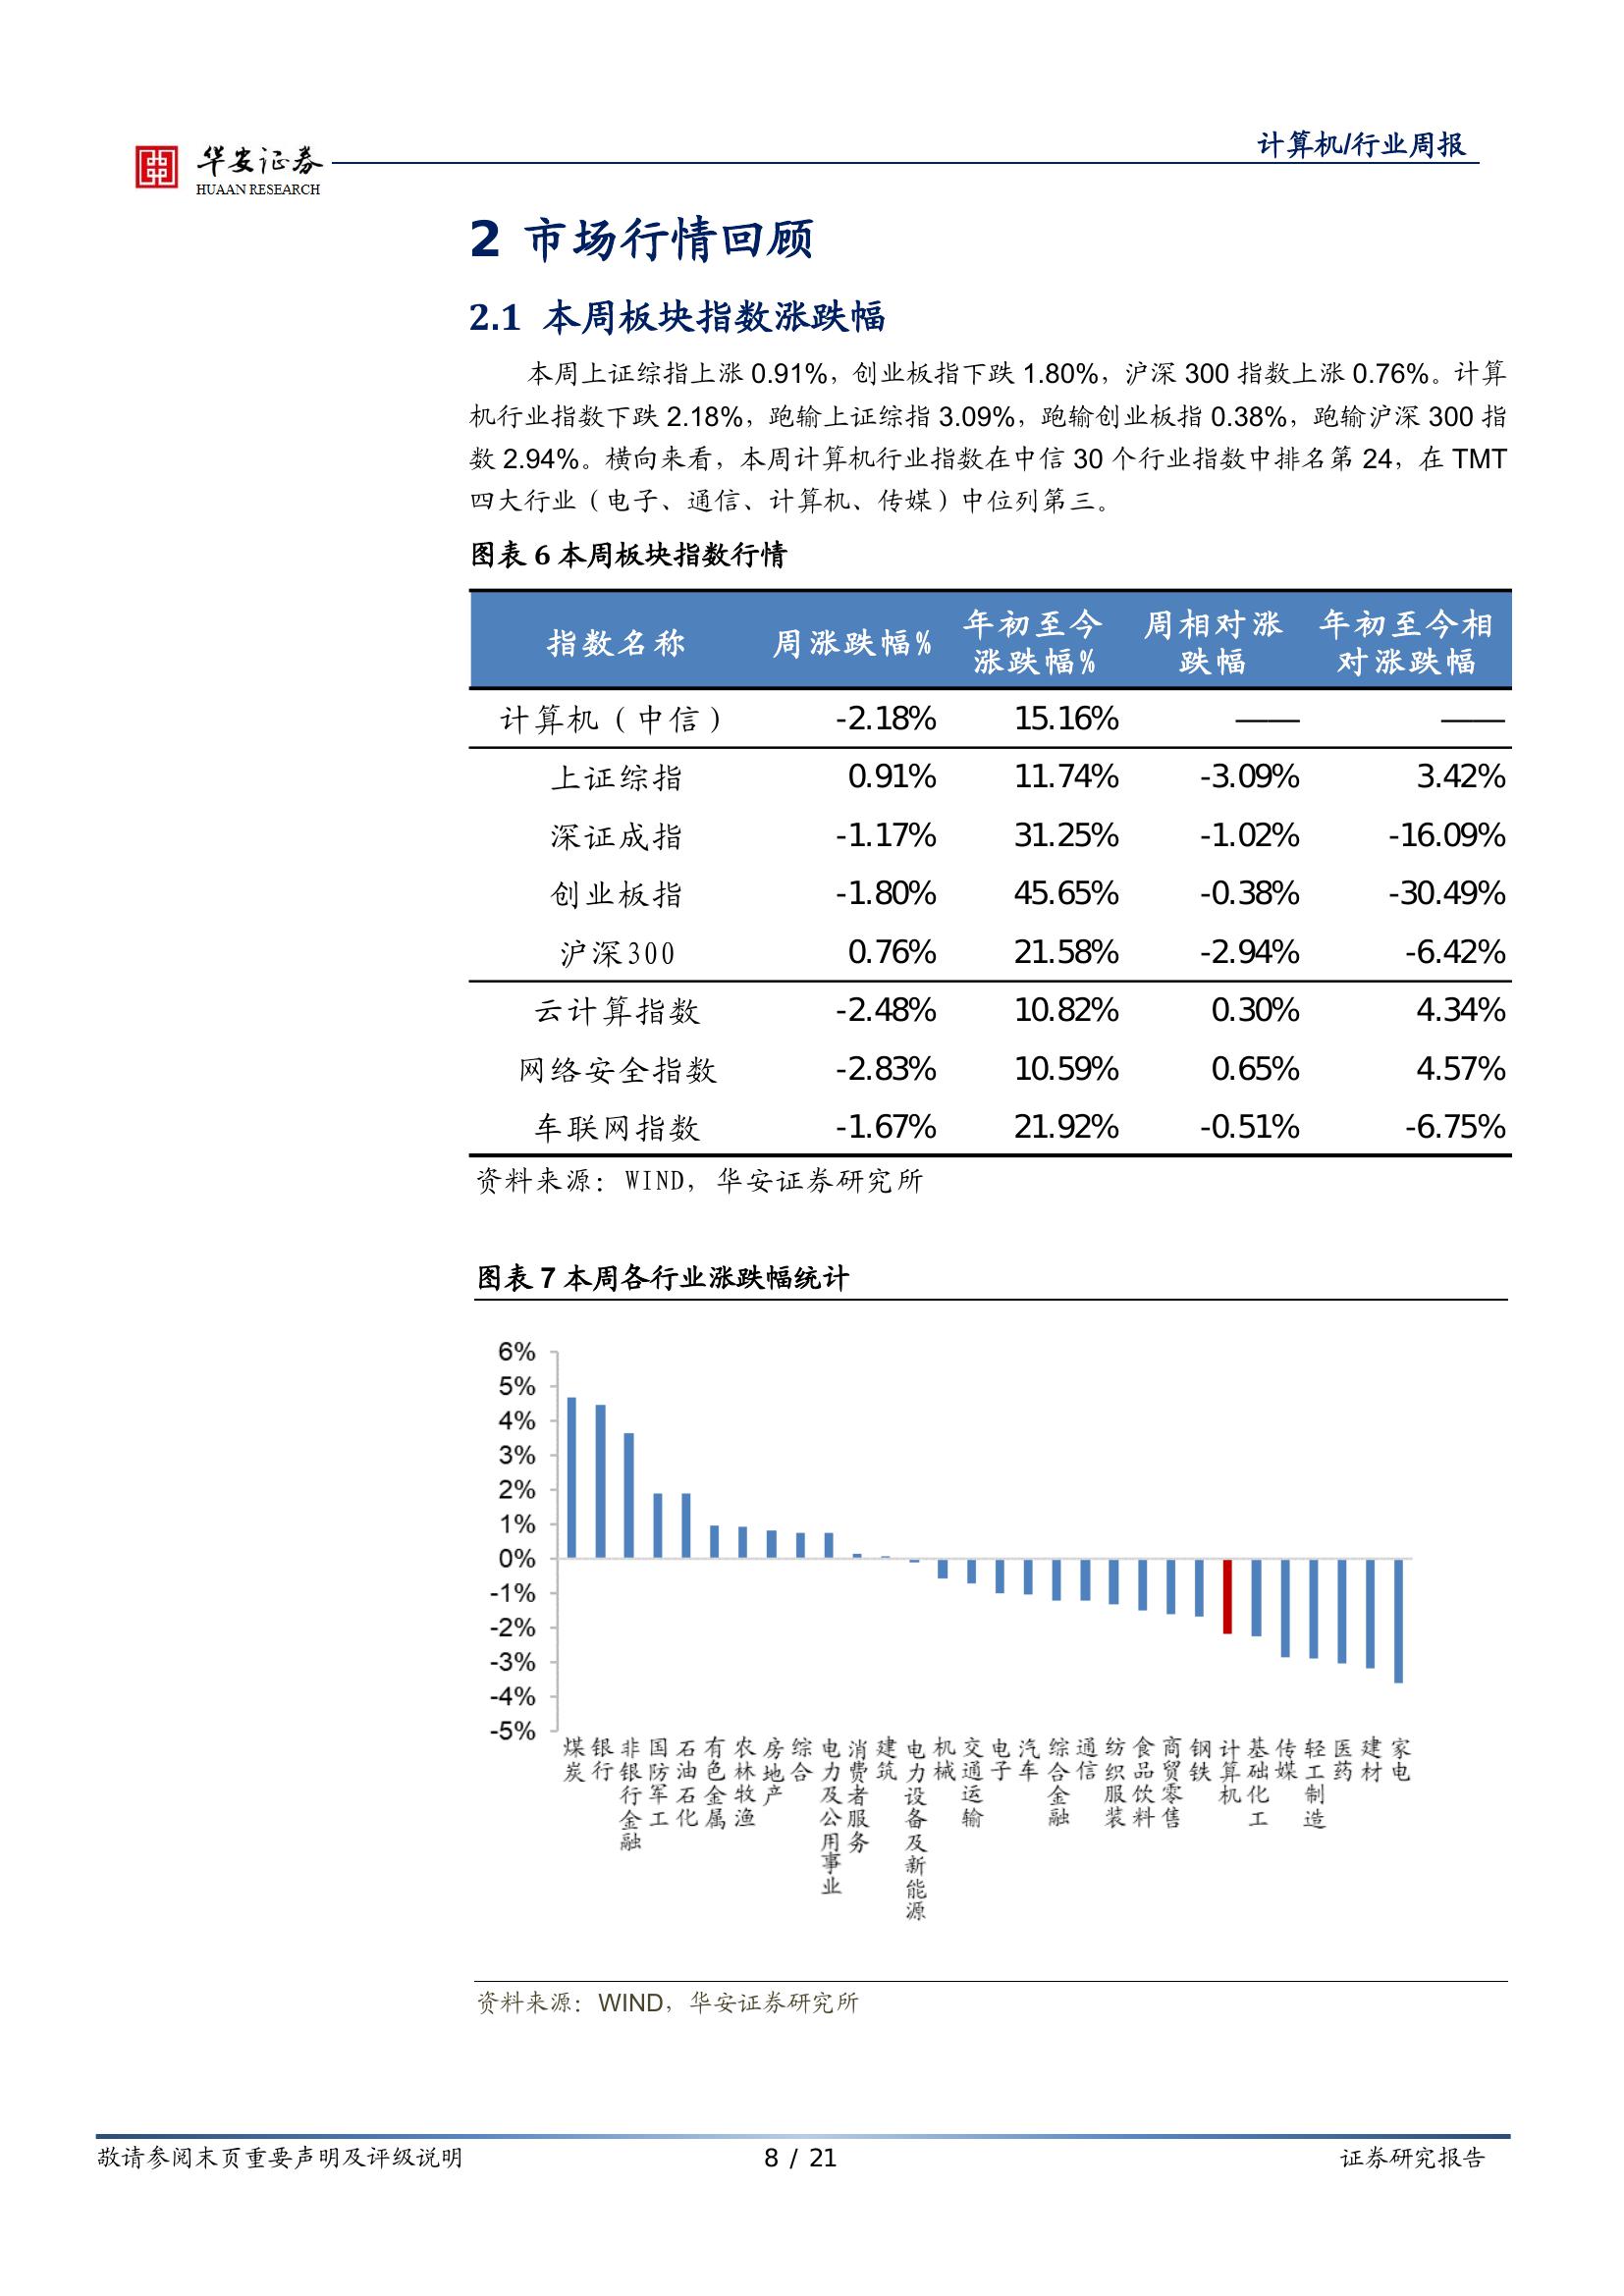 华安证券
HUAAN RESEARCH
计算机/行业周报
2 市场行情回顾
2.1 本周板块指数涨跌幅
本周上证综指上涨 0.91%，创业板指下跌 1.80%，沪深 300 指数上涨 0.76%。计算
机行业指数下跌 2.18%，跑输上证综指 3.09%，跑输创业板指 0.38%，跑输沪深 300 指
数 2.94%。横向来看，本周计算机行业指数在中信 30 个行业指数中排名第 24，在 TMT
四大行业（电子、通信、计算机、传媒）中位列第三。
图表 6 本周板块指数行情
指数名称 周涨跌幅% 年初至今涨跌幅% 周相对涨跌幅 年初至今相对涨跌幅
计算机（中信） -2.18% 15.16% —— ——
上证综指 0.91% 11.74% -3.09% 3.42%
深证成指 -1.17% 31.25% -1.02% -16.09%
创业板指 -1.80% 45.65% -0.38% -30.49%
沪深300 0.76% 21.58% -2.94% -6.42%
云计算指数 -2.48% 10.82% 0.30% 4.34%
网络安全指数 -2.83% 10.59% 0.65% 4.57%
车联网指数 -1.67% 21.92% -0.51% -6.75%
资料来源：WIND，华安证券研究所
图表 7 本周各行业涨跌幅统计
6%
5%
4%
3%
2%
1%
0%
-1%
-2%
-3%
-4%
-5%
煤炭
银行
非银行金融
国防军工
石油石化
有色金属
农林牧渔
房地产
综合
电力及公用事业
消费者服务
建筑
电力设备及新能源
机械
交通运输
电子
汽车
综合金融
通信
纺织服装
食品饮料
商贸零售
钢铁
计算机
基础化工
传媒
轻工制造
医药
建材
家电
资料来源：WIND，华安证券研究所
敬请参阅末页重要声明及评级说明 8 / 21 证券研究报告